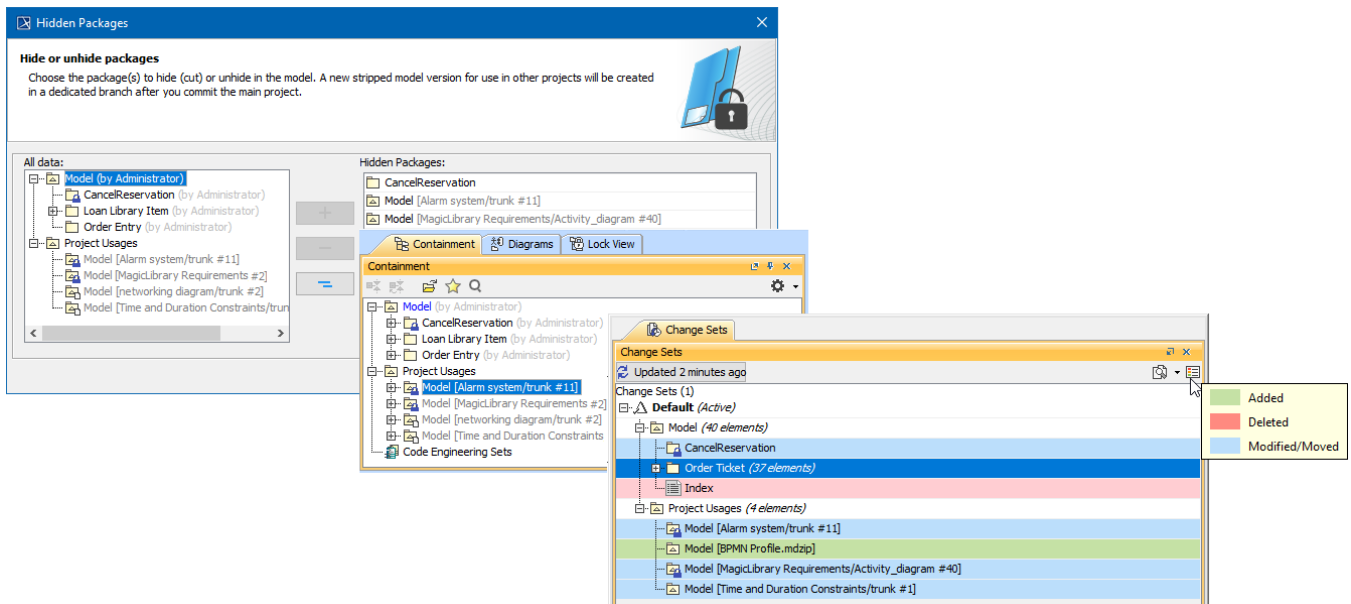 Hidden Packages
Hide or unhide packages
Choose the package(s) to hide (cut) or unhide in the model. A new stripped model version for use in other projects will be created
in a dedicated branch after you commit the main project.
All data:
Model (by Administrator)
CancelReservation (by Administrator)
Loan Library Item (by Administrator)
Order Entry (by Administrator)
Project Usages
Model [Alarm system/trunk #11]
Model [MagicLibrary Requirements #2]
Model [networking diagram/trunk #2]
Model [Time and Duration Constraints/trun
Hidden Packages:
CancelReservation
Model [Alarm system/trunk #11]
Model [MagicLibrary Requirements/Activity_diagram #40]
Containment
Diagrams
Lock View
Containment
Model (by Administrator)
CancelReservation (by Administrator)
Loan Library Item (by Administrator)
Order Entry (by Administrator)
Project Usages
Model [Alarm system/trunk #11]
Model [MagicLibrary Requirements #2]
Model [networking diagram/trunk #2]
Model [Time and Duration Constraints
Code Engineering Sets
Change Sets
Change Sets
Updated 2 minutes ago
Change Sets (1)
Default (Active)
Model (40 elements)
CancelReservation
Order Ticket (37 elements)
Index
Project Usages (4 elements)
Model [Alarm system/trunk #11]
Model [BPMN Profile.mdzip]
Model [MagicLibrary Requirements/Activity_diagram #40]
Model [Time and Duration Constraints/trunk #1]
Added
Deleted
Modified/Moved